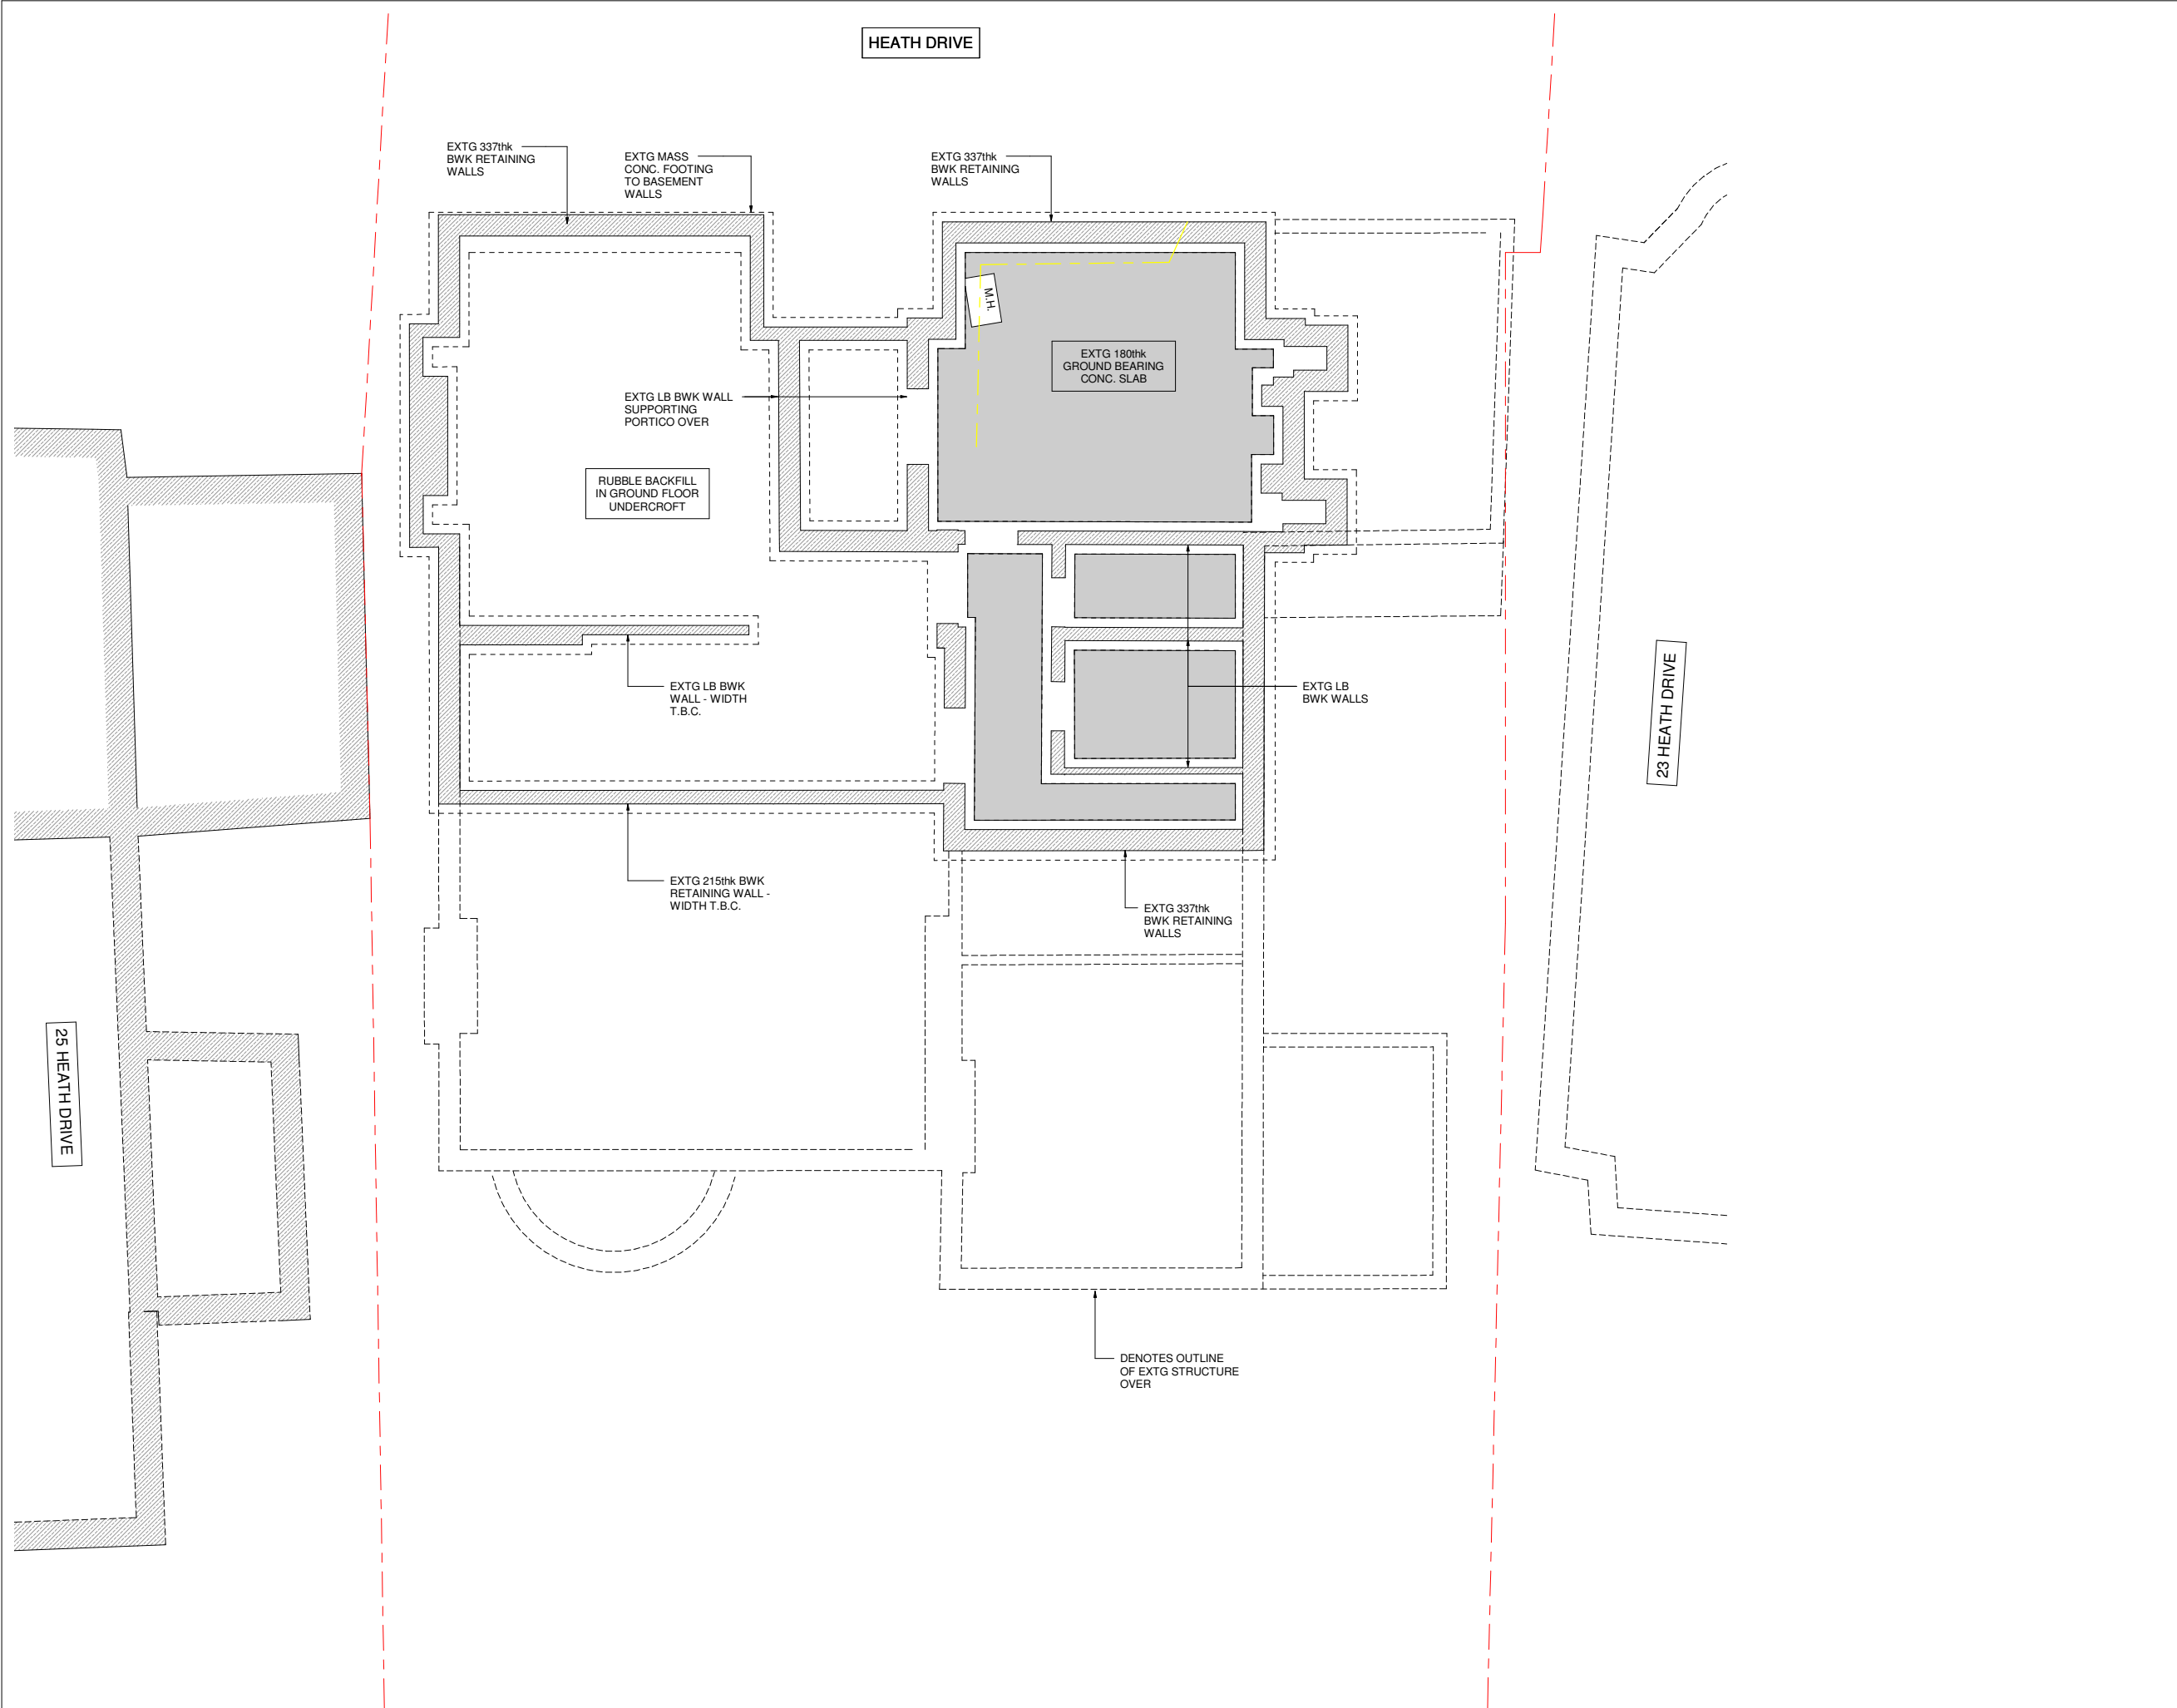 HEATH DRIVE
EXTG 337thk
BWK RETAINING
WALLS
EXTG MASS
CONC. FOOTING
TO BASEMENT
WALLS
EXTG 337thk
BWK RETAINING
WALLS
M.H.
EXTG 180thk
GROUND BEARING
CONC. SLAB
EXTG LB BWK WALL
SUPPORTING
PORTICO OVER
RUBBLE BACKFILL
IN GROUND FLOOR
UNDERCROFT
EXTG LB BWK
WALL - WIDTH
T.B.C.
EXTG LB
BWK WALLS
23 HEATH DRIVE
EXTG 215thk BWK
RETAINING WALL -
WIDTH T.B.C.
EXTG 337thk
BWK RETAINING
WALLS
25 HEATH DRIVE
DENOTES OUTLINE
OF EXTG STRUCTURE
OVER